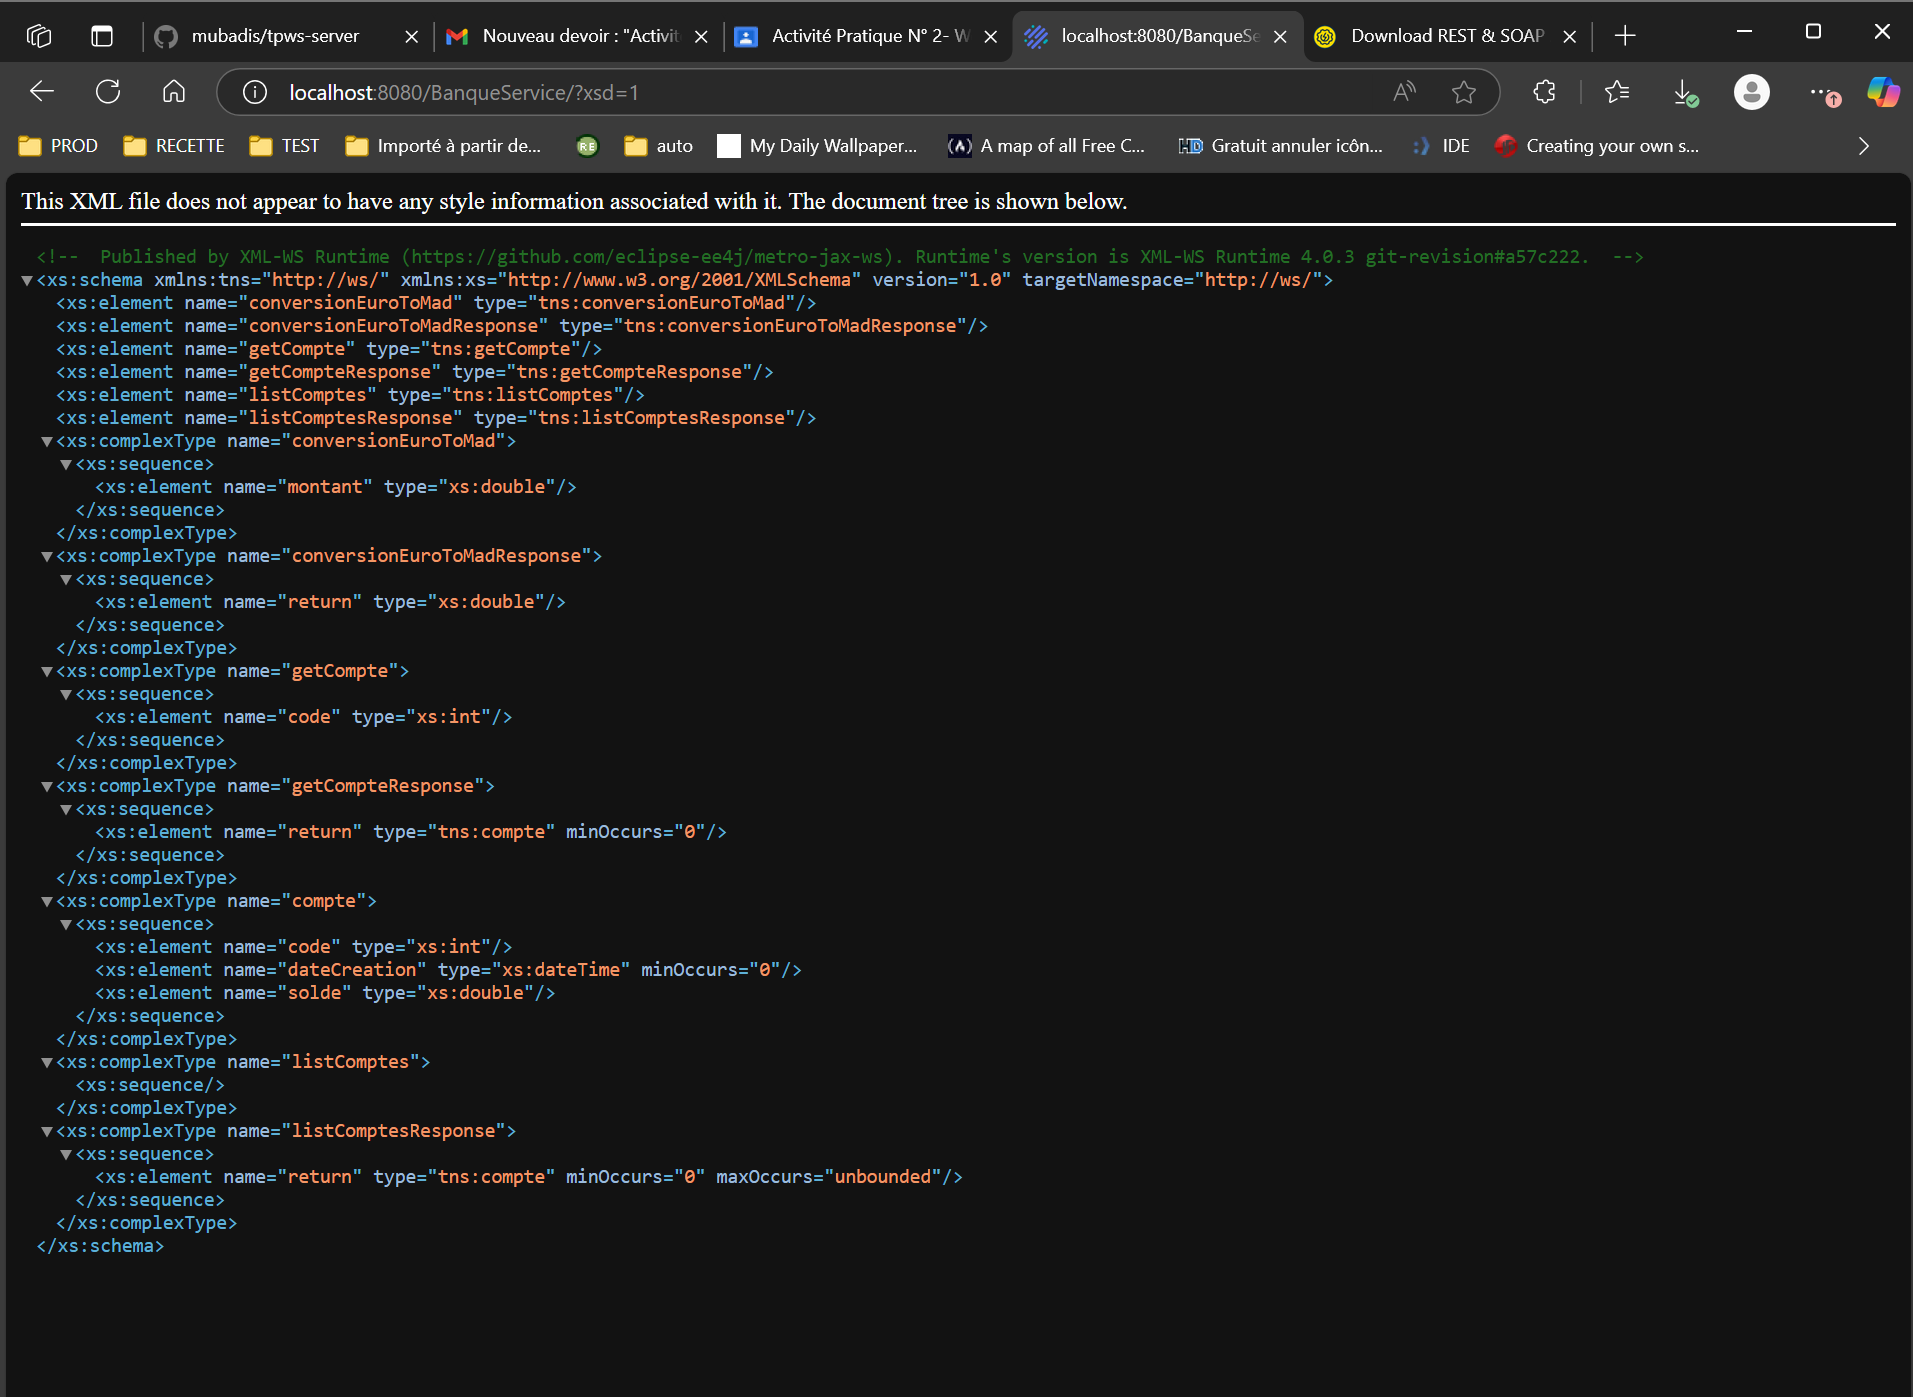 mubadis/tpws-server
Nouveau devoir : "Activit
Activité Pratique N° 2- W
localhost:8080/BanqueSe
Download REST & SOAP
localhost:8080/BanqueService/?xsd=1
PROD
RECETTE
TEST
Importé à partir de...
RE
auto
My Daily Wallpaper...
A map of all Free C...
HD
Gratuit annuler icôn...
IDE
Creating your own s...
This XML file does not appear to have any style information associated with it. The document tree is shown below.
<!--  Published by XML-WS Runtime (https://github.com/eclipse-ee4j/metro-jax-ws). Runtime's version is XML-WS Runtime 4.0.3 git-revision#a57c222.  -->
<xs:schema xmlns:tns="http://ws/" xmlns:xs="http://www.w3.org/2001/XMLSchema" version="1.0" targetNamespace="http://ws/">
<xs:element name="conversionEuroToMad" type="tns:conversionEuroToMad"/>
<xs:element name="conversionEuroToMadResponse" type="tns:conversionEuroToMadResponse"/>
<xs:element name="getCompte" type="tns:getCompte"/>
<xs:element name="getCompteResponse" type="tns:getCompteResponse"/>
<xs:element name="listComptes" type="tns:listComptes"/>
<xs:element name="listComptesResponse" type="tns:listComptesResponse"/>
<xs:complexType name="conversionEuroToMad">
<xs:sequence>
<xs:element name="montant" type="xs:double"/>
</xs:sequence>
</xs:complexType>
<xs:complexType name="conversionEuroToMadResponse">
<xs:sequence>
<xs:element name="return" type="xs:double"/>
</xs:sequence>
</xs:complexType>
<xs:complexType name="getCompte">
<xs:sequence>
<xs:element name="code" type="xs:int"/>
</xs:sequence>
</xs:complexType>
<xs:complexType name="getCompteResponse">
<xs:sequence>
<xs:element name="return" type="tns:compte" minOccurs="0"/>
</xs:sequence>
</xs:complexType>
<xs:complexType name="compte">
<xs:sequence>
<xs:element name="code" type="xs:int"/>
<xs:element name="dateCreation" type="xs:dateTime" minOccurs="0"/>
<xs:element name="solde" type="xs:double"/>
</xs:sequence>
</xs:complexType>
<xs:complexType name="listComptes">
<xs:sequence/>
</xs:complexType>
<xs:complexType name="listComptesResponse">
<xs:sequence>
<xs:element name="return" type="tns:compte" minOccurs="0" maxOccurs="unbounded"/>
</xs:sequence>
</xs:complexType>
</xs:schema>